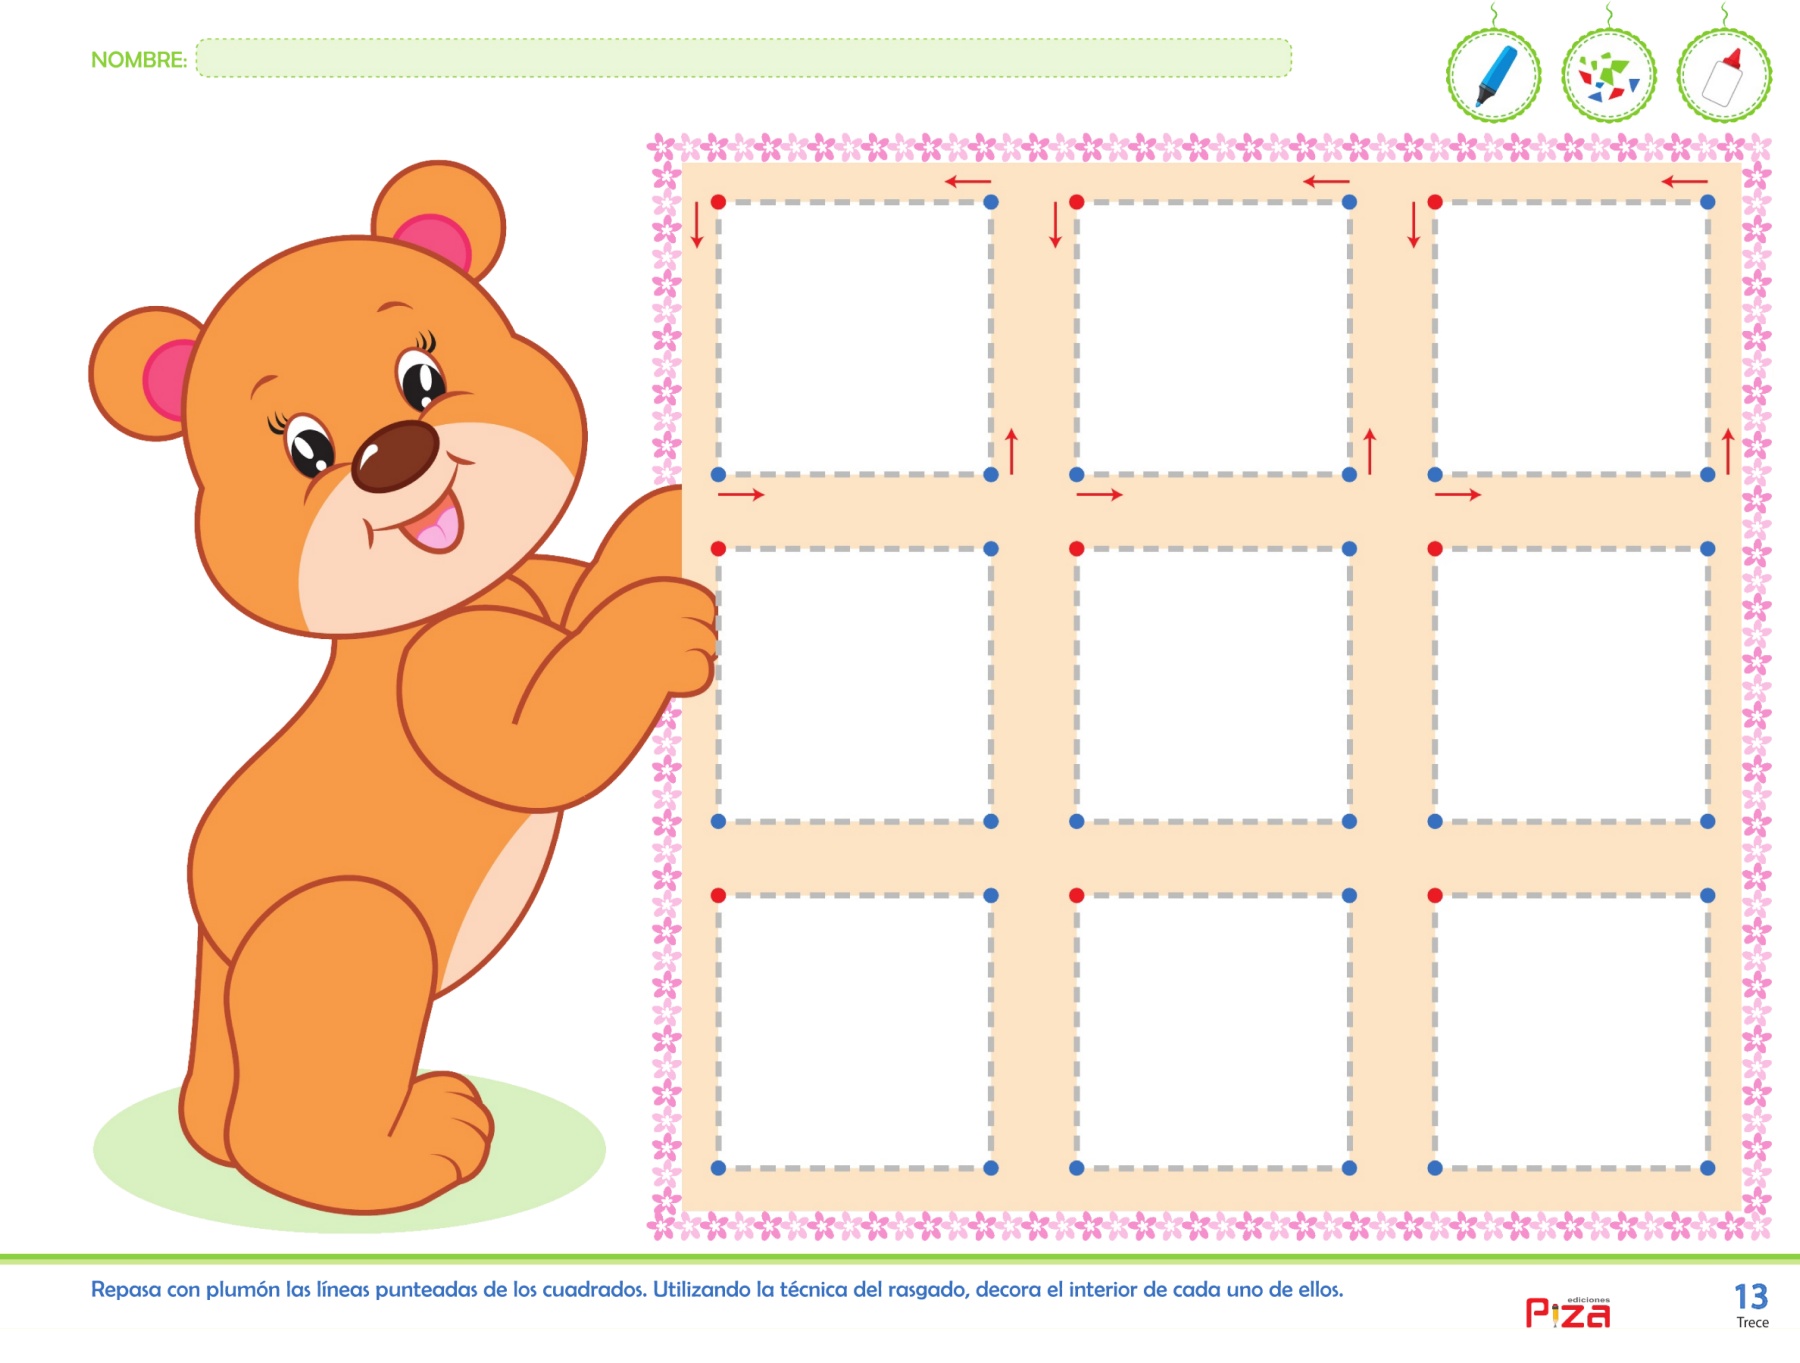 NOMBRE:
Repasa con plumón las líneas punteadas de los cuadrados. Utilizando la técnica del rasgado, decora el interior de cada uno de ellos.
ediciones
Piza
13
Trece